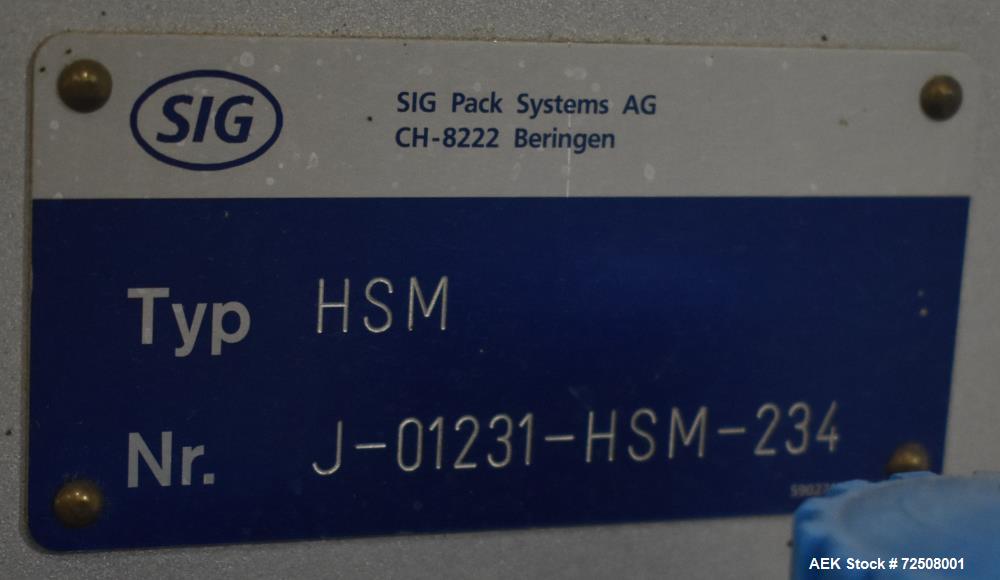 SIG
SIG Pack Systems AG
CH-8222 Beringen
Typ HSM
Nr. J-01231-HSM-234
AEK Stock # 72508001